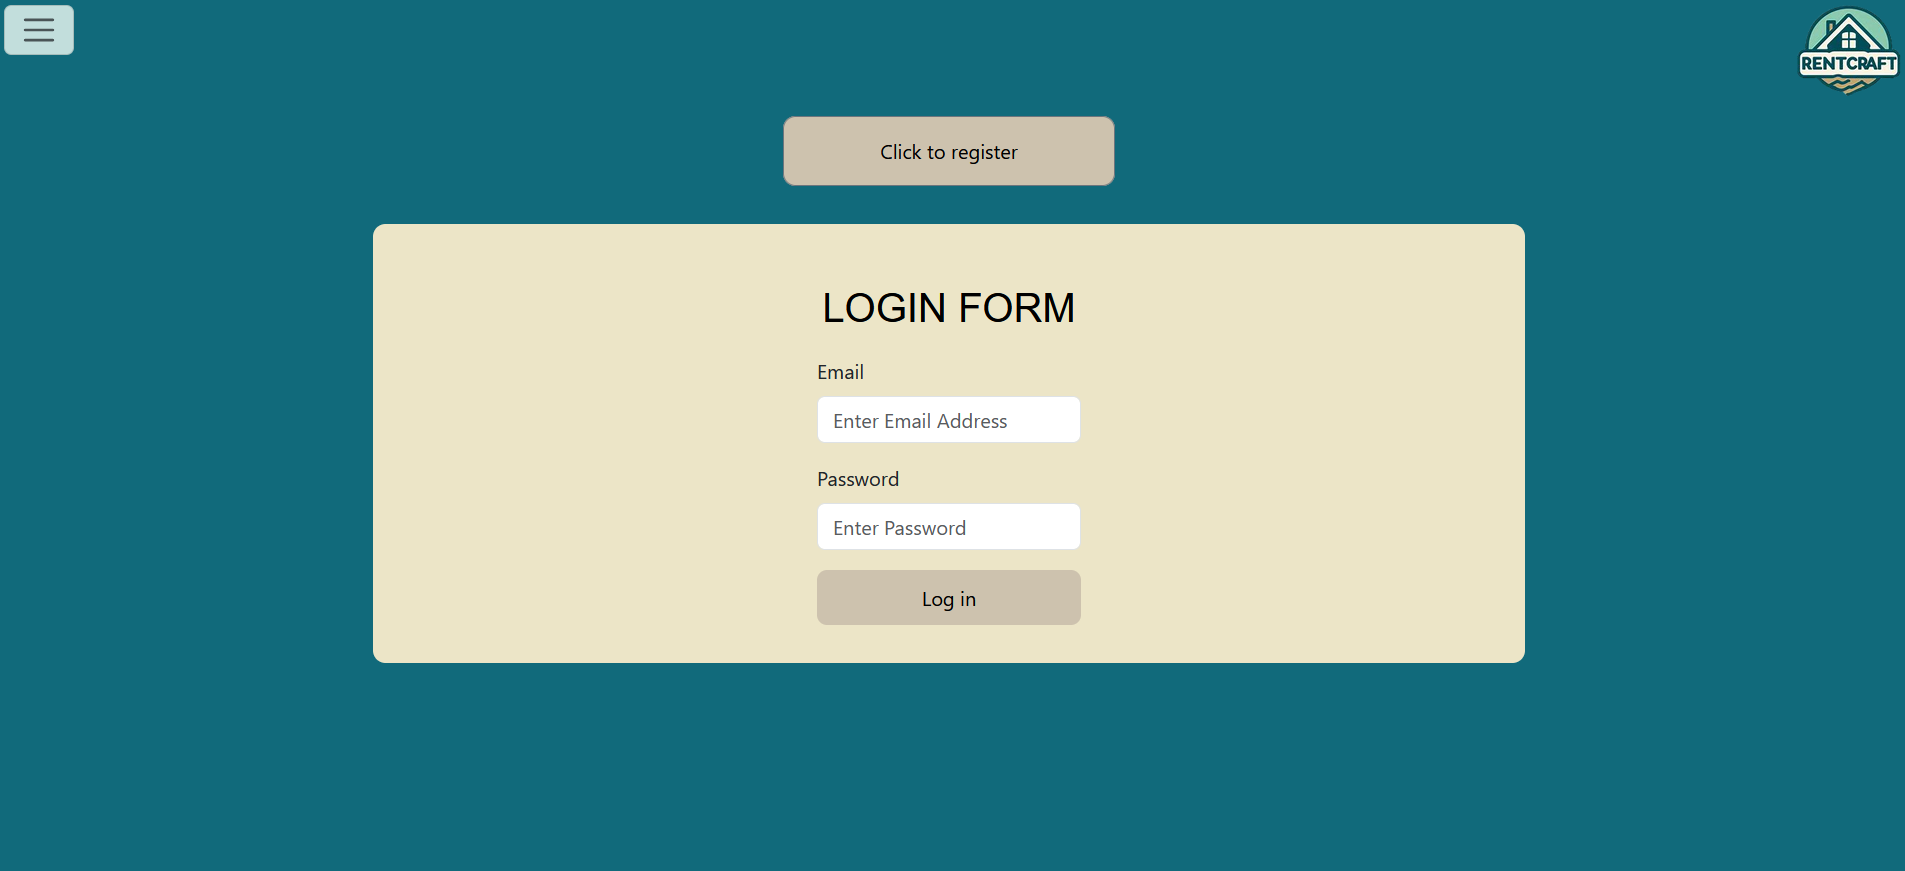 RENTCRAFT
Click to register
LOGIN FORM
Email
Enter Email Address
Password
Enter Password
Log in